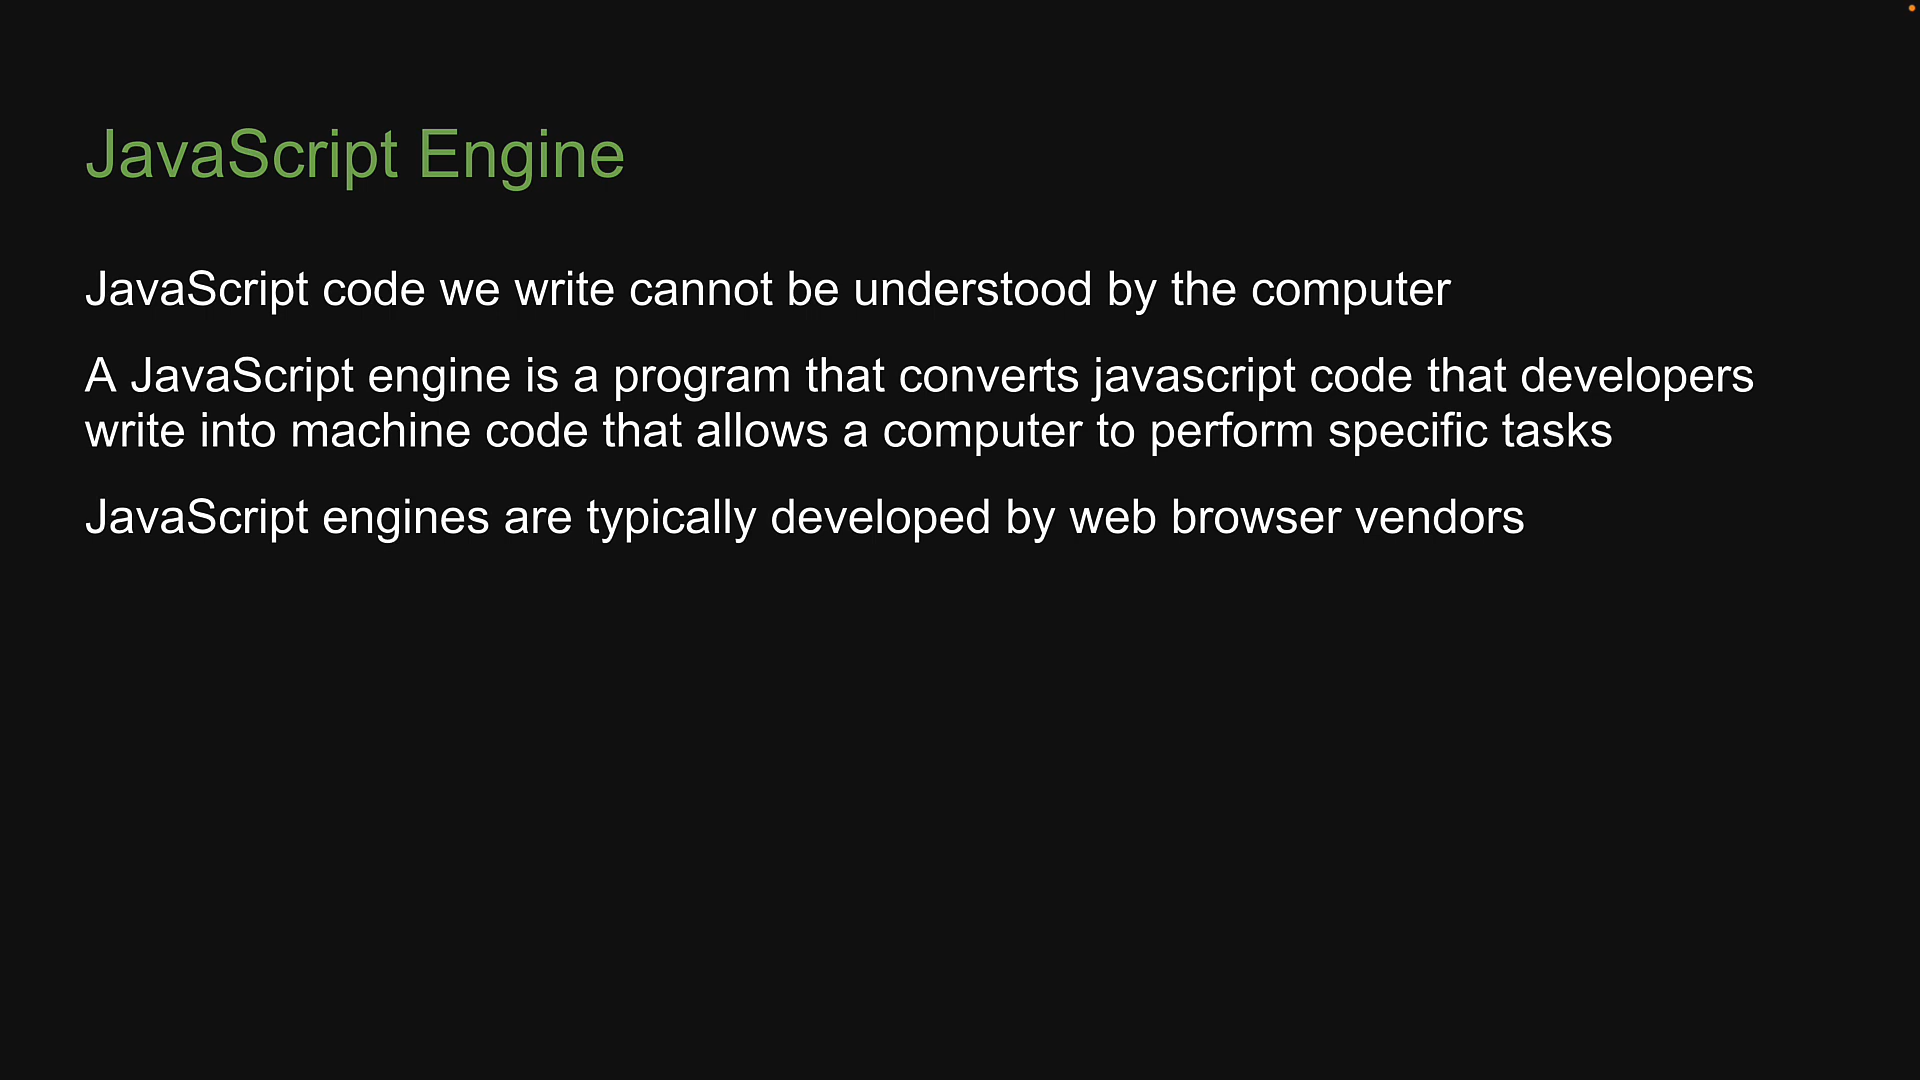 JavaScript Engine
JavaScript code we write cannot be understood by the computer
A JavaScript engine is a program that converts javascript code that developers
write into machine code that allows a computer to perform specific tasks
JavaScript engines are typically developed by web browser vendors